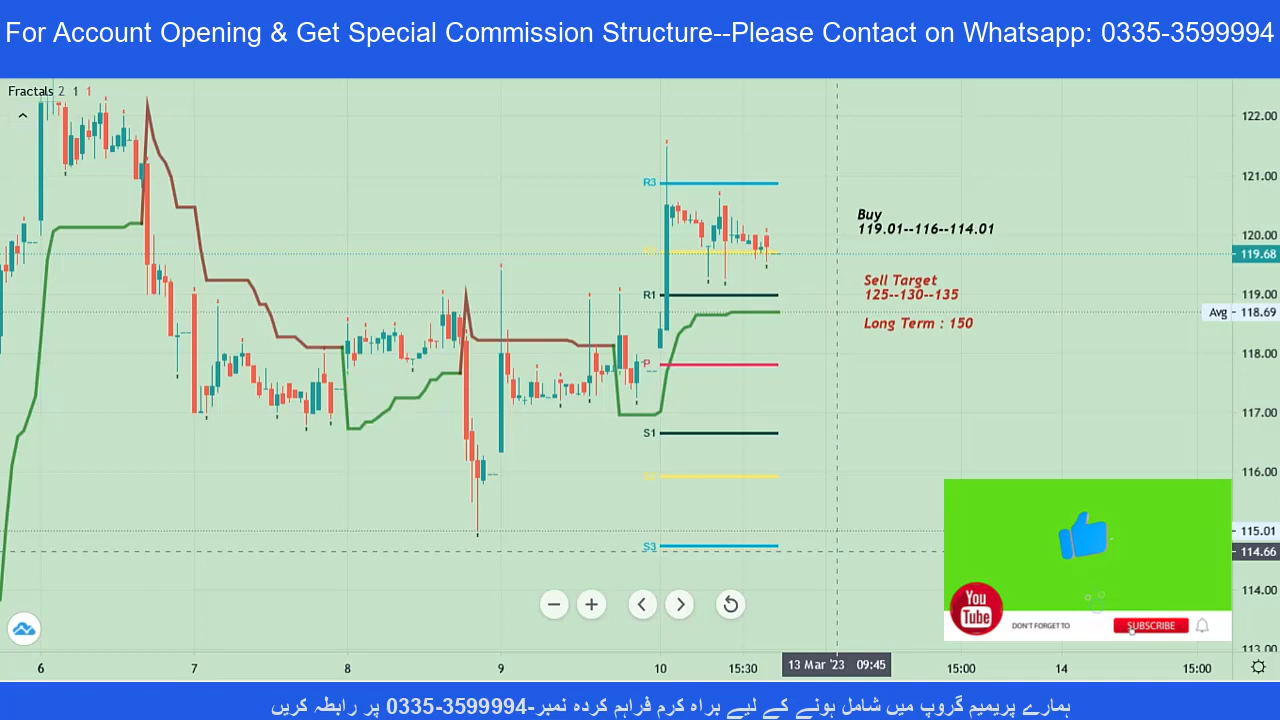 For Account Opening & Get Special Commission Structure--Please Contact on Whatsapp: 0335-3599994
Fractals 2 1 1
122.00
121.00
R3
Buy
119.01--116--114.01
120.00
119.68
Sell Target
125--130--135
R1
119.00
Avg 118.69
Long Term : 150
118.00
P
117.00
S1
116.00
115.01
S3
114.66
114.00
You
Tube
DON'T FORGET TO
SUBSCRIBE
113.00
6 7 8 9 10 15:30 13 Mar '23 09:45 15:00 14 15:00
ہمارے پریمیم گروپ میں شامل ہونے کے لیے براہ کرم فراہم کردہ نمبر-0335-3599994 پر رابطہ کریں